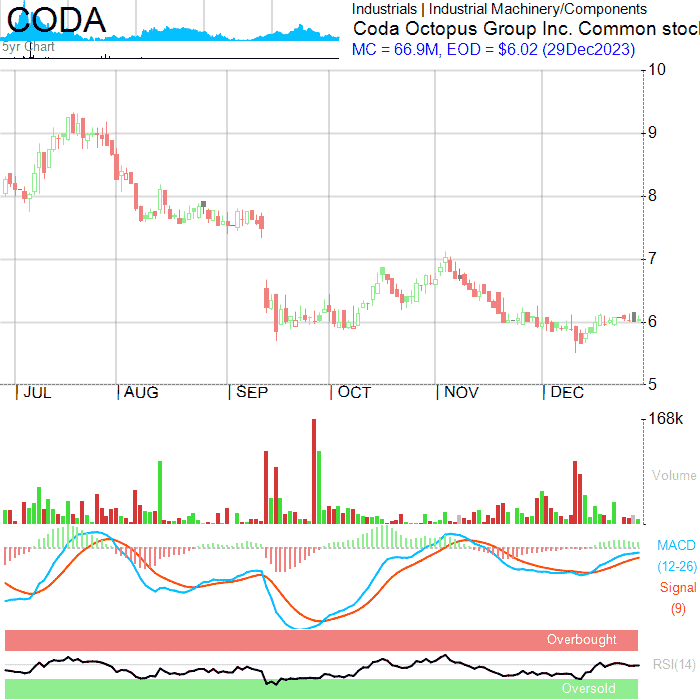 CODA
5yr Chart
Industrials | Industrial Machinery/Components
Coda Octopus Group Inc. Common stoc
MC = 66.9M, EOD = $6.02 (29Dec2023)
10
9
8
7
6
5
JUL AUG SEP OCT NOV DEC
168k
Volume
MACD
(12-26)
Signal
(9)
Overbought
RSI(14)
Oversold